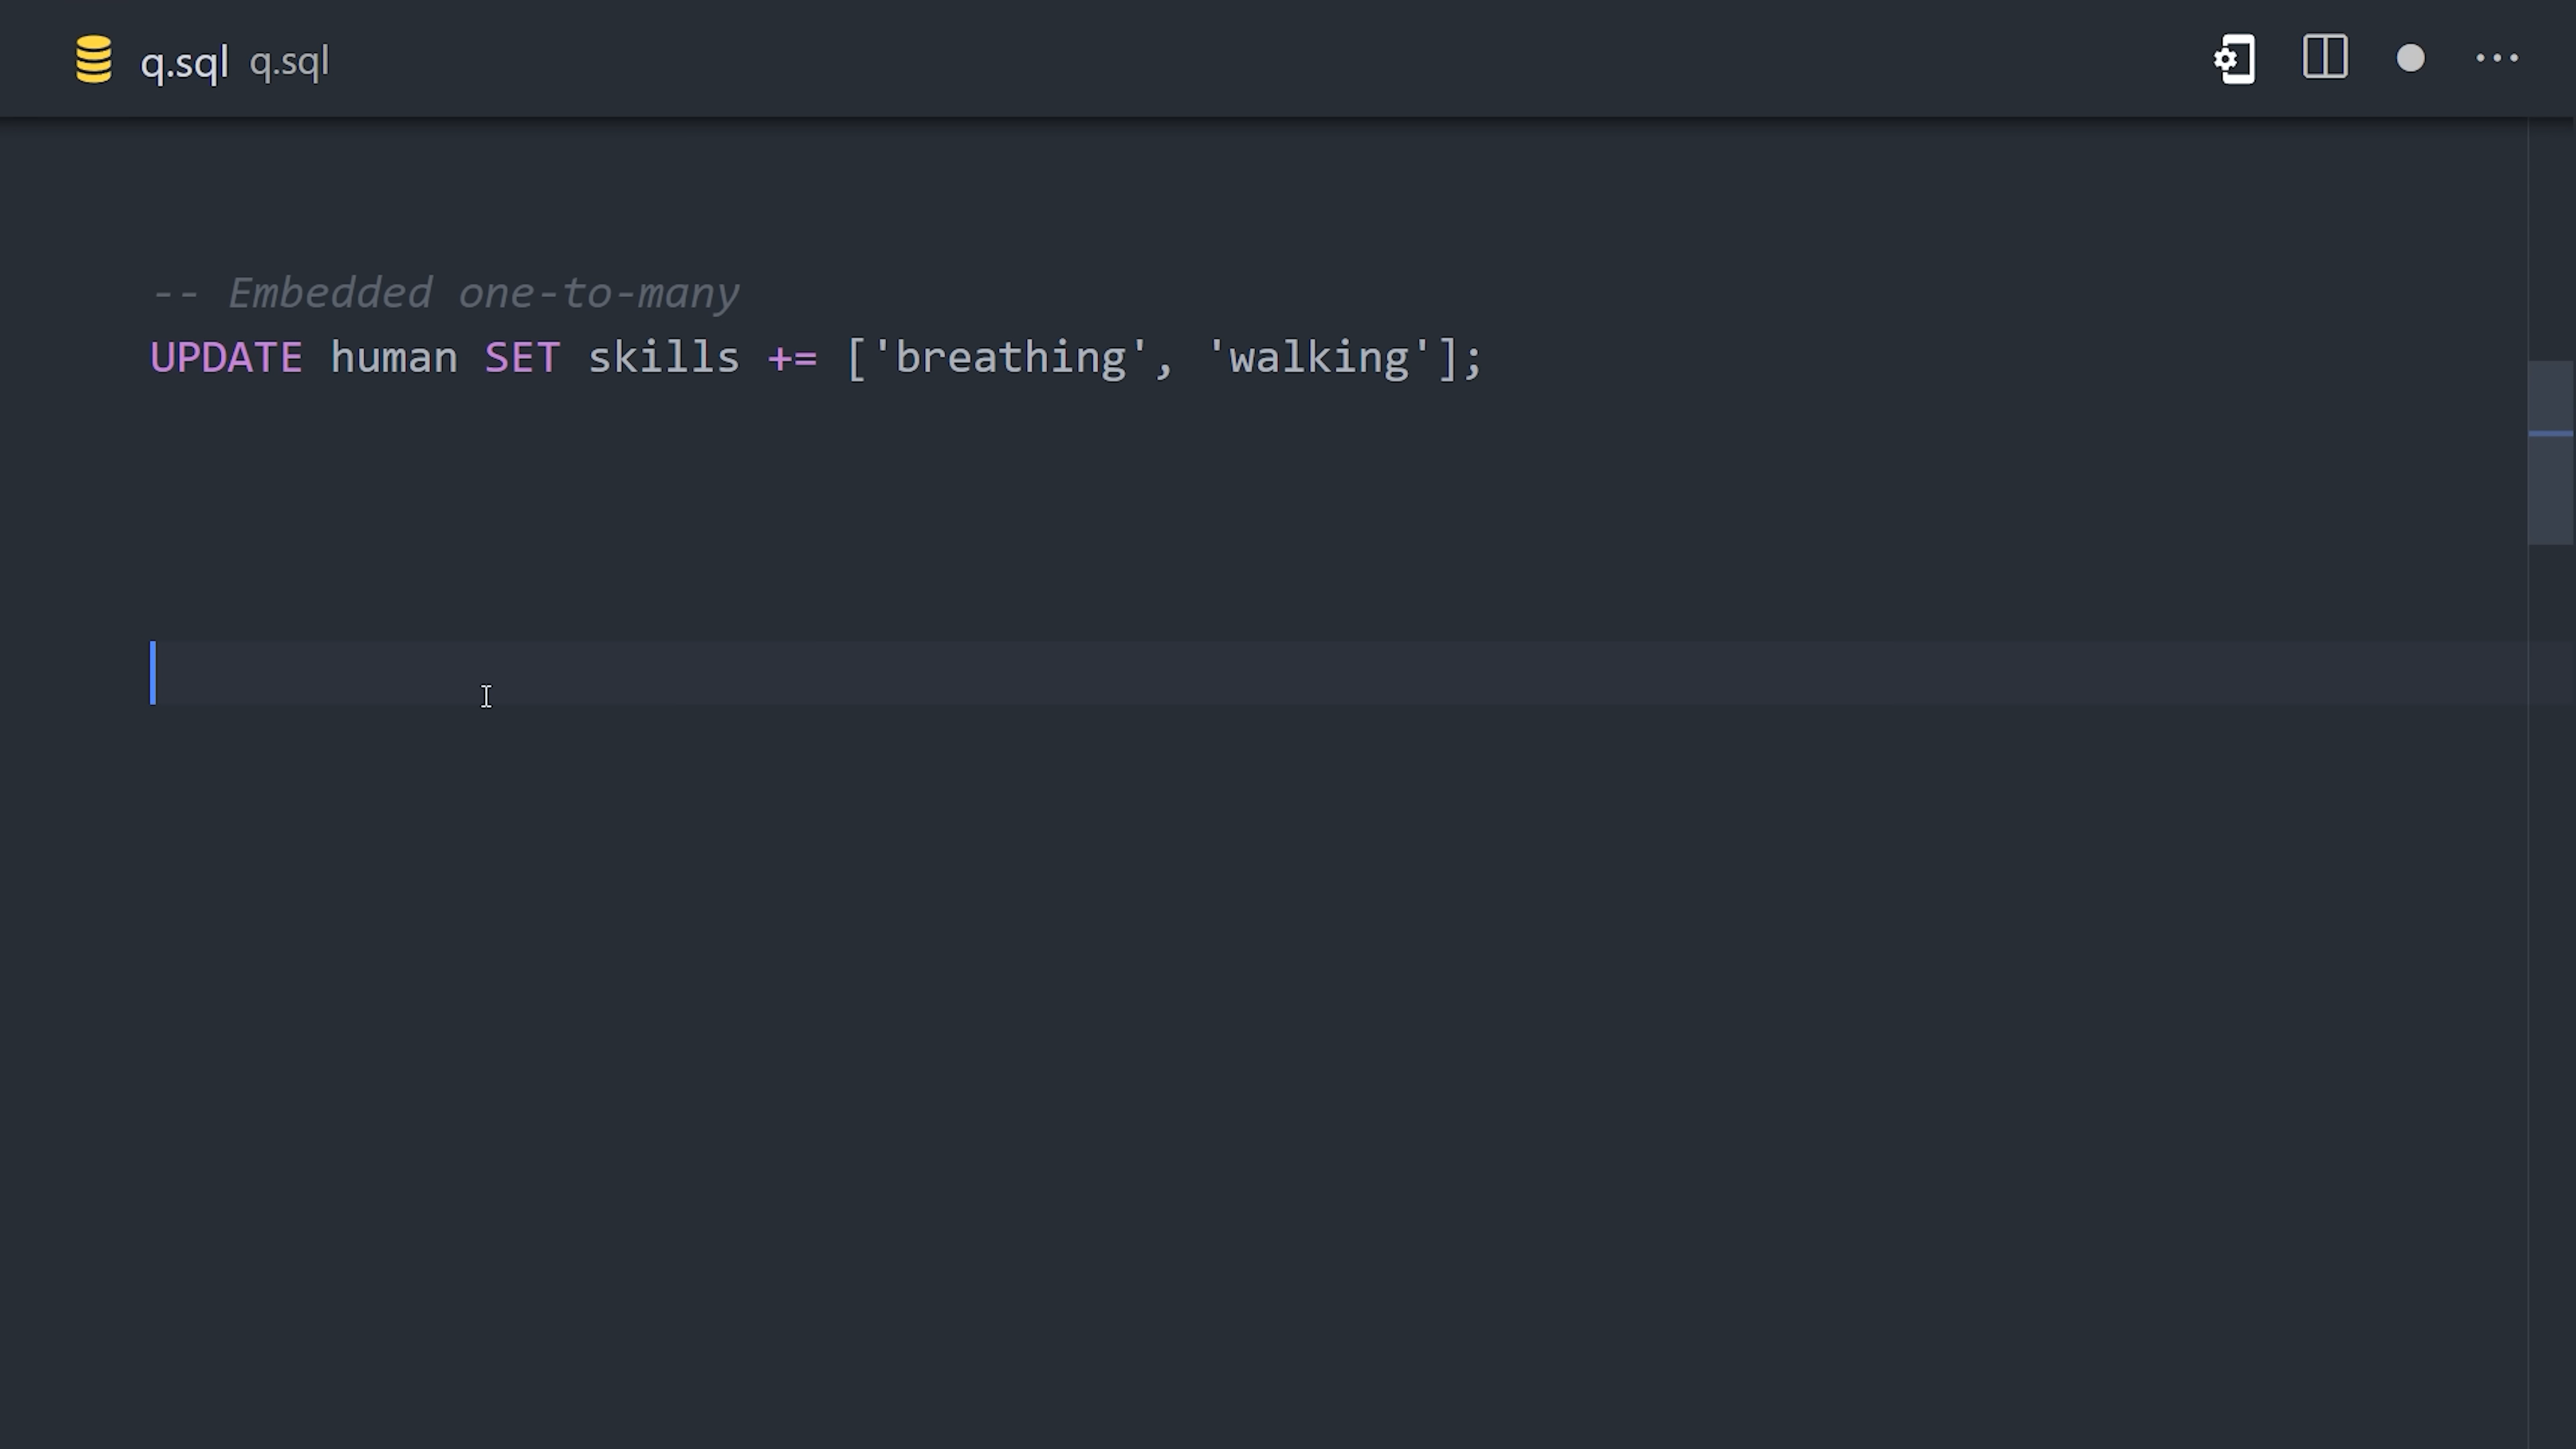 q.sql q.sql
-- Embedded one-to-many
UPDATE human SET skills += ['breathing', 'walking'];